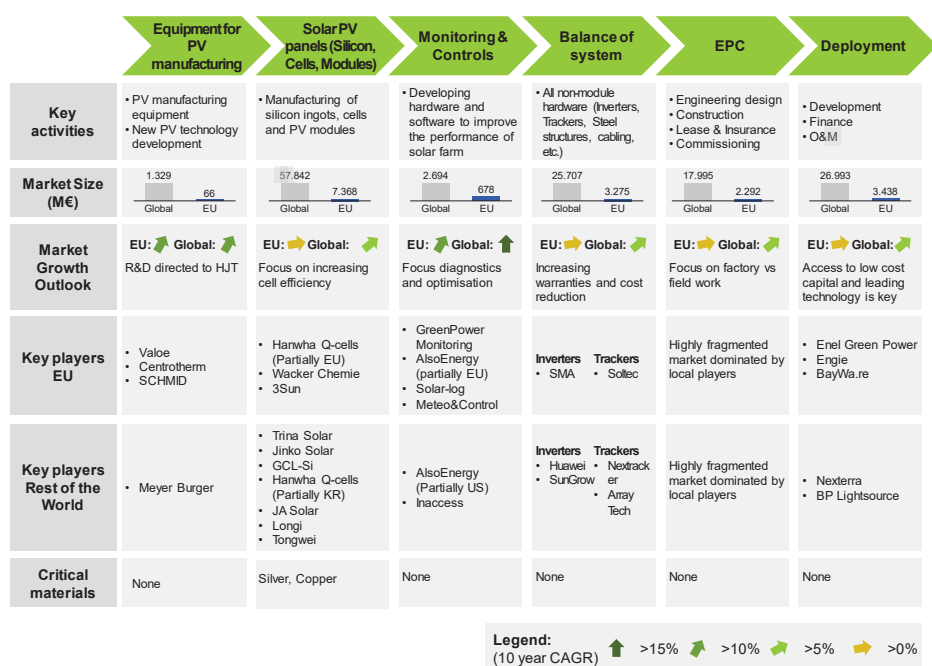 Equipment for
PV
manufacturing
Solar PV
panels (Silicon,
Cells, Modules)
Monitoring &
Controls
Balance of
system
EPC
Deployment
Key
activities
• PV manufacturing
equipment
• New PV technology
development
• Manufacturing of
silicon ingots, cells
and PV modules
• Developing
hardware and
software to improve
the performance of
solar farm
• All non-module
hardware (Inverters,
Trackers, Steel
structures, cabling,
etc.)
• Engineering design
• Construction
• Lease & Insurance
• Commissioning
• Development
• Finance
• O&M
Market Size
(M€)
1.329
66
Global EU
57.842
7.368
Global EU
2.694
678
Global EU
25.707
3.275
Global EU
17.995
2.292
Global EU
26.993
3.438
Global EU
Market
Growth
Outlook
EU: Global:
R&D directed to HJT
EU: Global:
Focus on increasing
cell efficiency
EU: Global:
Focus diagnostics
and optimisation
EU: Global:
Increasing
warranties and cost
reduction
EU: Global:
Focus on factory vs
field work
EU: Global:
Access to low cost
capital and leading
technology is key
Key players
EU
• Valoe
• Centrotherm
• SCHMID
• Hanwha Q-cells
(Partially EU)
• Wacker Chemie
• 3Sun
• GreenPower
Monitoring
• AlsoEnergy
(partially EU)
• Solar-log
• Meteo&Control
Inverters Trackers
• SMA • Soltec
Highly fragmented
market dominated by
local players
• Enel Green Power
• Engie
• BayWa.re
Key players
Rest of the
World
• Meyer Burger
• Trina Solar
• Jinko Solar
• GCL-Si
• Hanwha Q-cells
(Partially KR)
• JA Solar
• Longi
• Tongwei
• AlsoEnergy
(Partially US)
• Inaccess
Inverters Trackers
• Huawei • Nextrack
• SunGrow er
• Array
Tech
Highly fragmented
market dominated by
local players
• Nexterra
• BP Lightsource
Critical
materials
None
Silver, Copper
None
None
None
None
Legend:
(10 year CAGR) >15% >10% >5% >0%